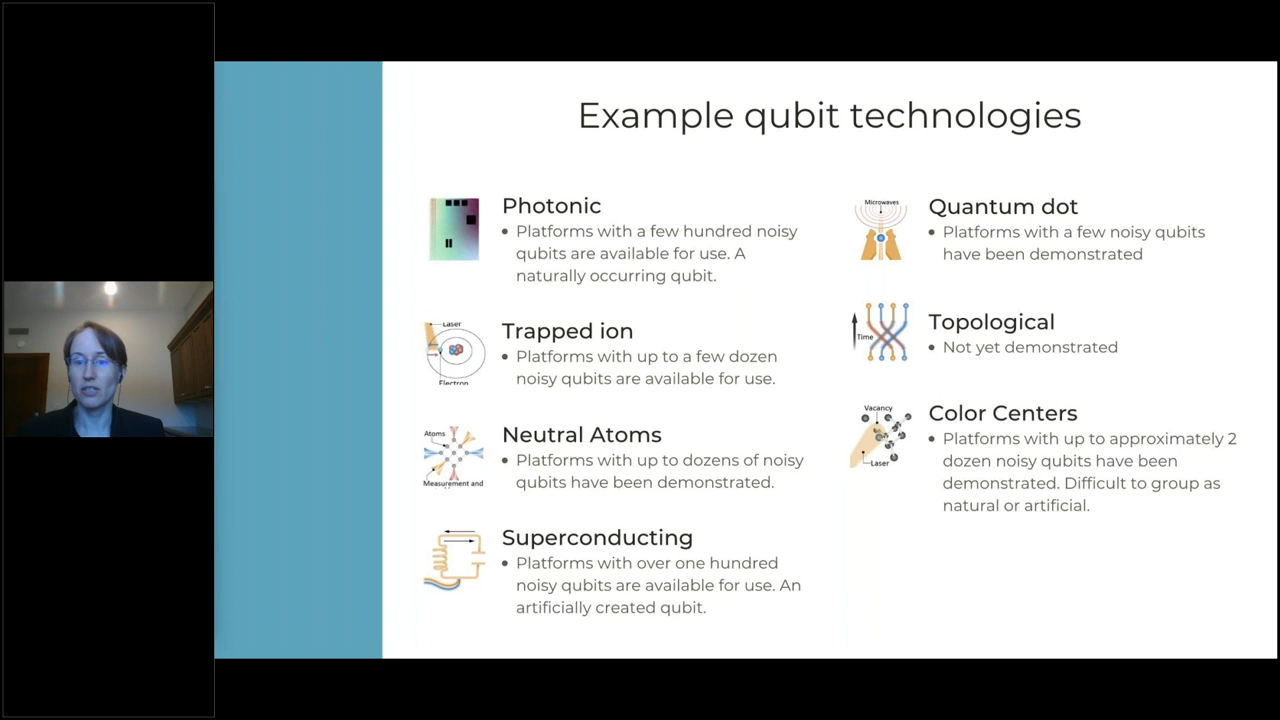 Example qubit technologies
Photonic
• Platforms with a few hundred noisy
qubits are available for use. A
naturally occurring qubit.
Laser
Electron
Trapped ion
• Platforms with up to a few dozen
noisy qubits are available for use.
Atoms
Measurement and
Neutral Atoms
• Platforms with up to dozens of noisy
qubits have been demonstrated.
Superconducting
• Platforms with over one hundred
noisy qubits are available for use. An
artificially created qubit.
Microwaves
Quantum dot
• Platforms with a few noisy qubits
have been demonstrated
Time
Topological
• Not yet demonstrated
Vacancy
Laser
Color Centers
• Platforms with up to approximately 2
dozen noisy qubits have been
demonstrated. Difficult to group as
natural or artificial.